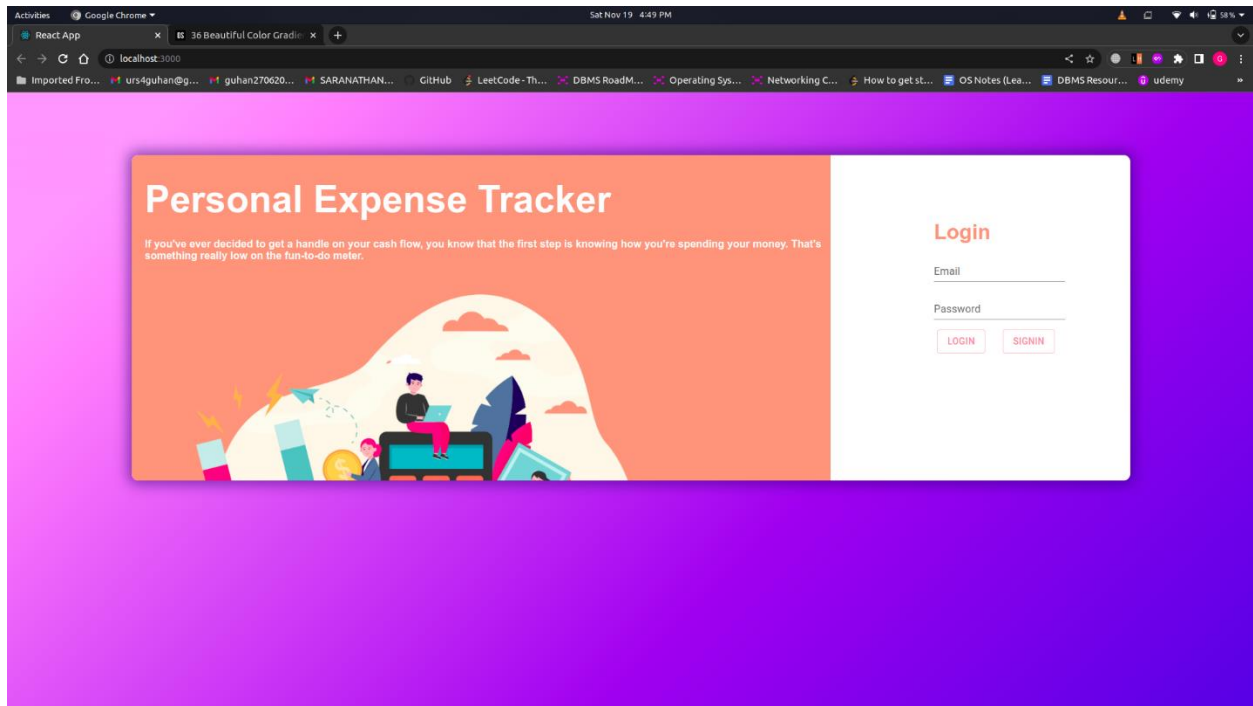 Activities Google Chrome Sat Nov 19 4:49 PM 58 %
React App 36 Beautiful Color Gradie
localhost:3000
Imported Fro... urs4guhan@g... guhan270620... SARANATHAN... GitHub LeetCode - Th... DBMS RoadM... Operating Sys... Networking C... How to get st... OS Notes (Lea... DBMS Resour... udemy »
Personal Expense Tracker
If you've ever decided to get a handle on your cash flow, you know that the first step is knowing how you're spending your money. That's
something really low on the fun-to-do meter.
Login
Email
Password
LOGIN SIGNIN